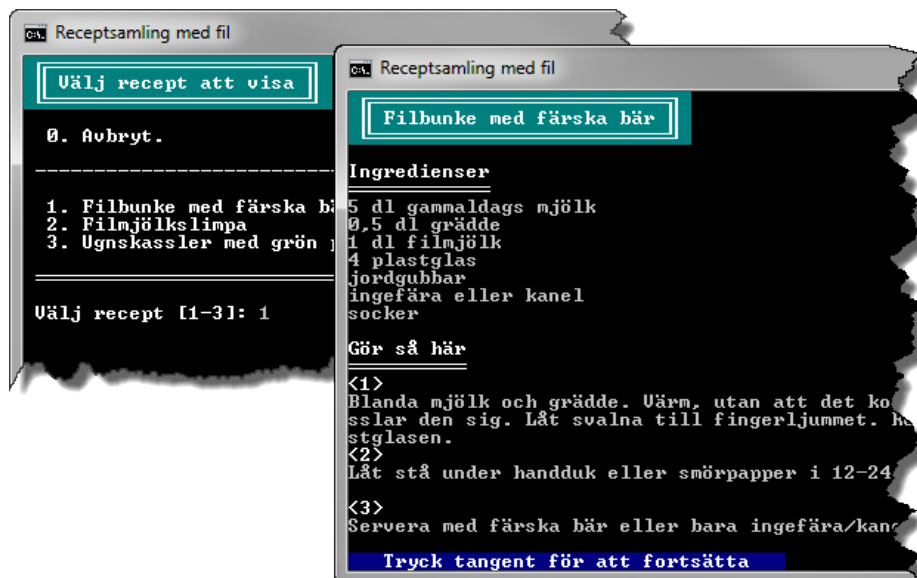 Receptsamling med fil
Välj recept att visa
0. Avbryt.
1. Filbunke med färska
2. Filmjölkslimpa
3. Ugnskassler med grön
Välj recept [1-3]: 1
Receptsamling med fil
Filbunke med färska bär
Ingredienser
5 dl gammaldags mjölk
0,5 dl grädde
1 dl filmjölk
4 plastglas
jordgubbar
ingefära eller kanel
socker
Gör så här
<1>
Blanda mjölk och grädde. Värm, utan att det
sslar den sig. Låt svalna till fingerljummet.
stglasen.
<2>
Låt stå under handduk eller smörpapper i 12-24
<3>
Servera med färska bär eller bara ingefära/
Tryck tangent för att fortsätta